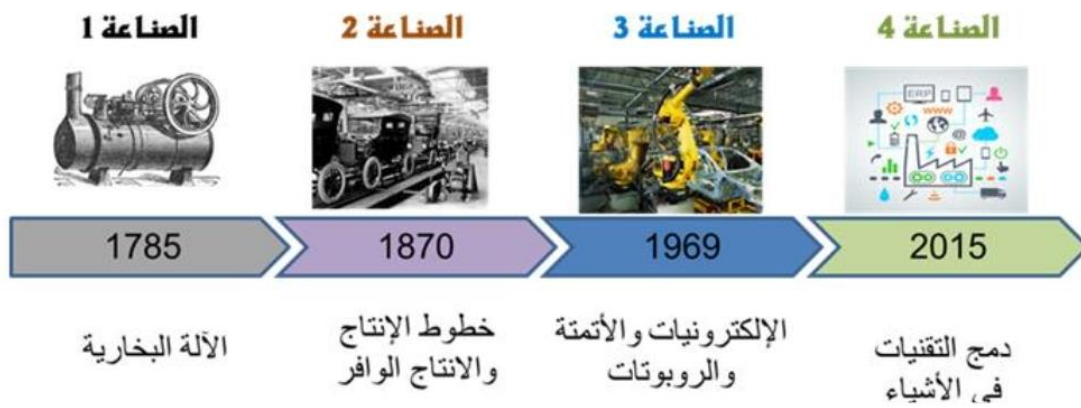 الصناعة 1
الصناعة 2
الصناعة 3
الصناعة 4
ERP
www
@
1785
1870
1969
2015
الآلة البخارية
خطوط الإنتاج
والانتاج الوافر
الإلكترونيات والأتمتة
والروبوتات
دمج التقنيات
في الأشياء